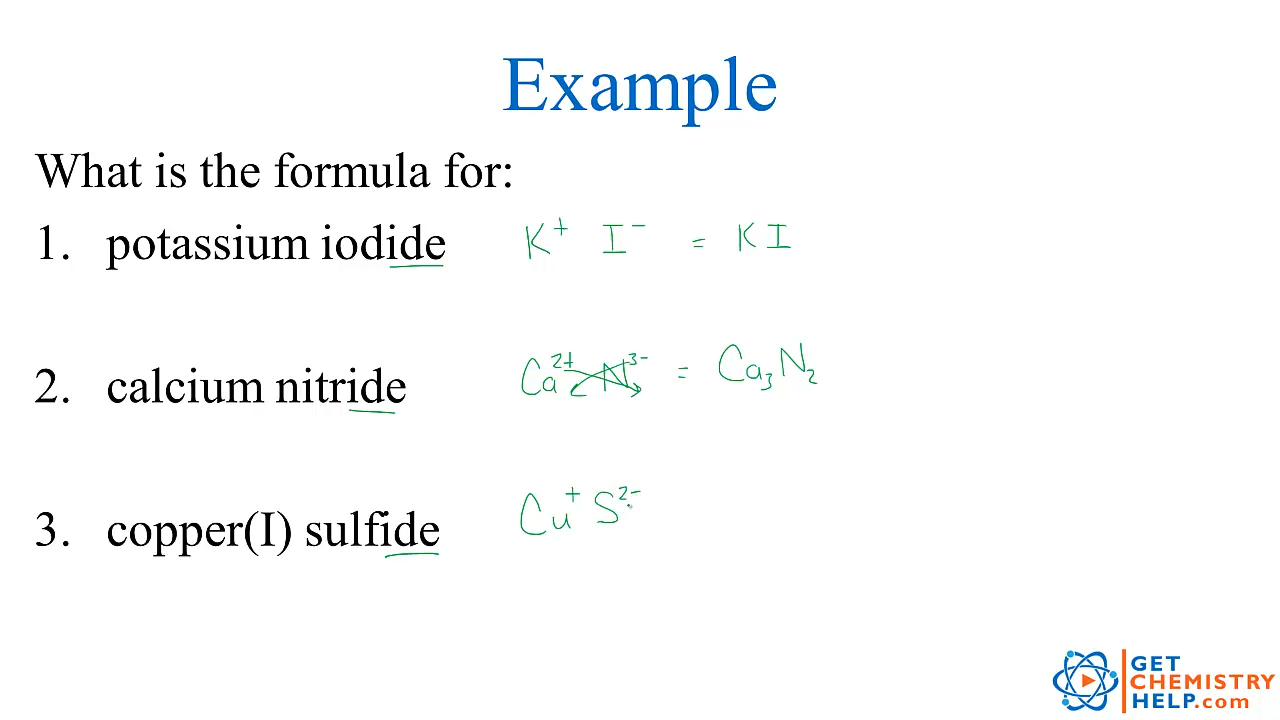 Example
What is the formula for:
1. potassium iodide K⁺ I⁻ = KI
2. calcium nitride Ca²⁺ N³⁻ = Ca₃N₂
3. copper(I) sulfide Cu⁺ S²⁻
GET
CHEMISTRY
HELP.com